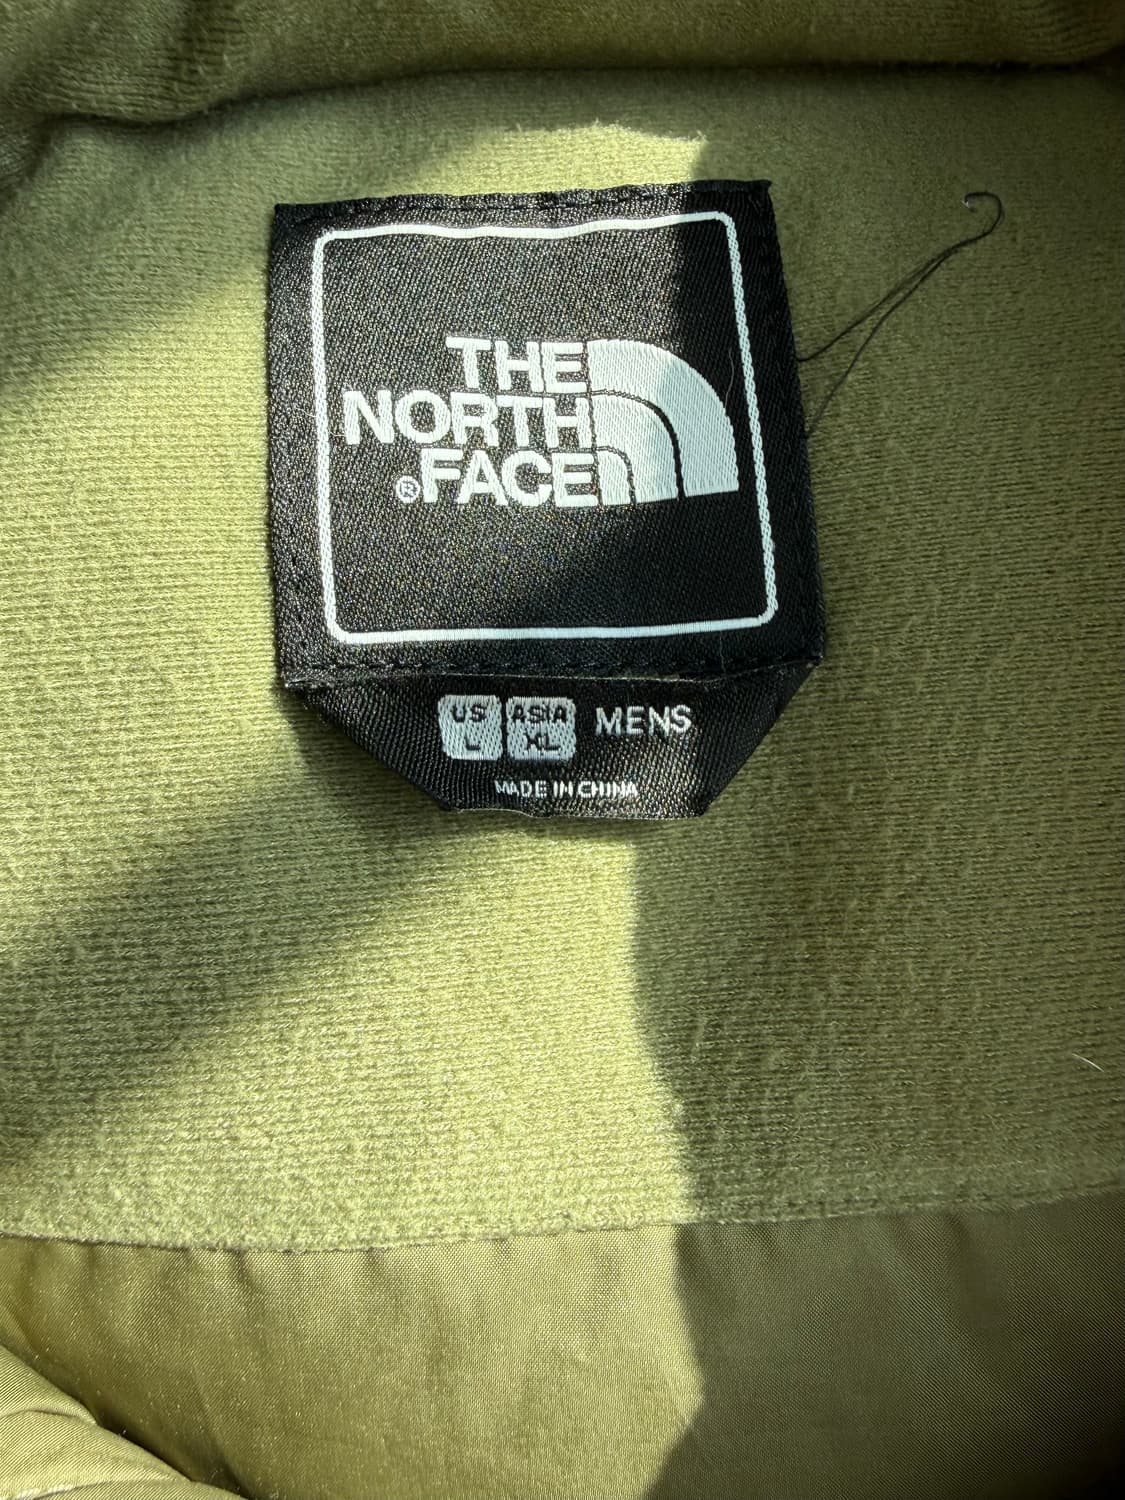 THE
NORTH
®FACE
US ASIA MENS
L XL
MADE IN CHINA